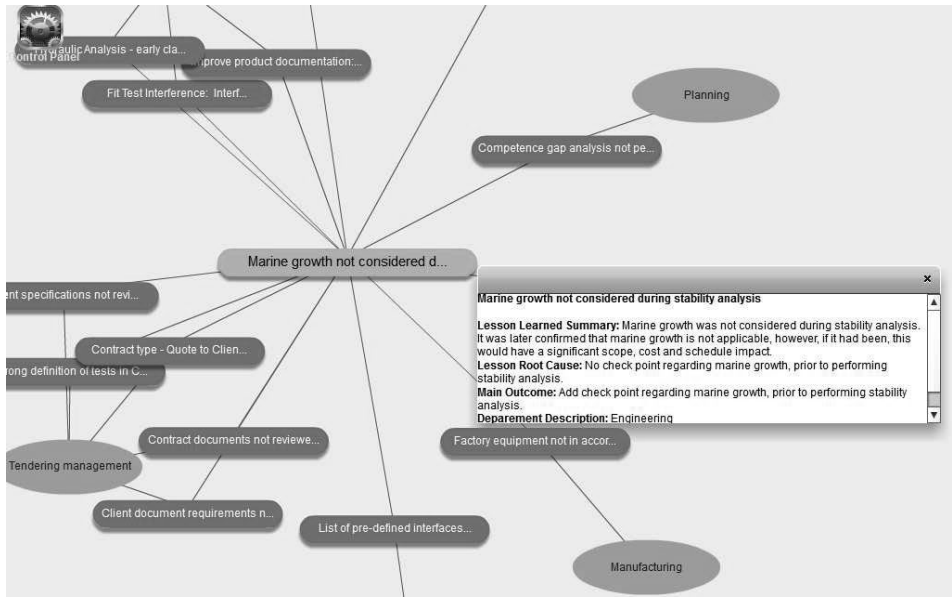 Hydraulic Analysis - early cla...
Control Panel
mprove product documentation:...
Fit Test Interference: Interf...
Planning
Competence gap analysis not pe...
Marine growth not considered d...
ent specifications not revi...
Contract type - Quote to Clien...
rong definition of tests in C...
Contract documents not reviewe...
Tendering management
Client document requirements n...
List of pre-defined interfaces...
Factory equipment not in accor...
Manufacturing
×
Marine growth not considered during stability analysis
Lesson Learned Summary: Marine growth was not considered during stability analysis.
It was later confirmed that marine growth is not applicable, however, if it had been, this
would have a significant scope, cost and schedule impact.
Lesson Root Cause: No check point regarding marine growth, prior to performing
stability analysis.
Main Outcome: Add check point regarding marine growth, prior to performing stability
analysis.
Deparement Description: Engineering